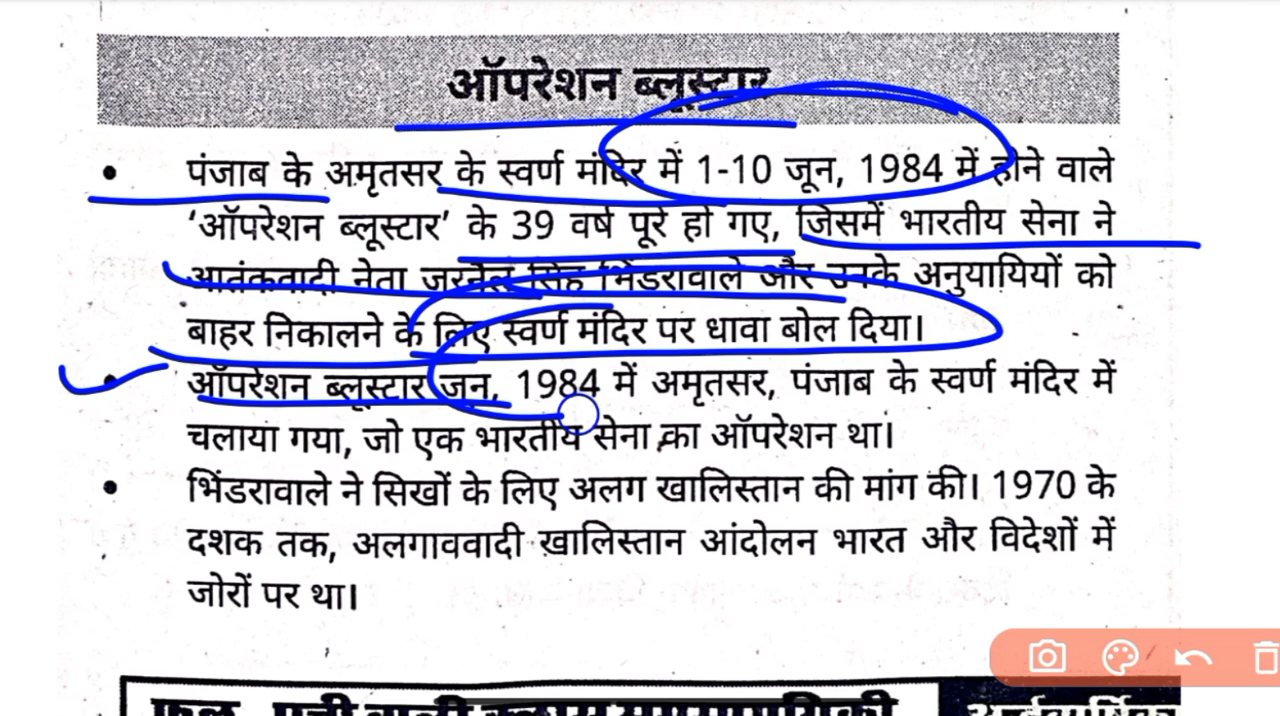 ऑपरेशन ब्लूस्टार
• पंजाब के अमृतसर के स्वर्ण मंदिर में 1-10 जून, 1984 में होने वाले
'ऑपरेशन ब्लूस्टार' के 39 वर्ष पूरे हो गए, जिसमें भारतीय सेना ने
आतंकवादी नेता जरनैल सिंह भिंडरावाले और उनके अनुयायियों को
बाहर निकालने के लिए स्वर्ण मंदिर पर धावा बोल दिया।
• ऑपरेशन ब्लूस्टार जून, 1984 में अमृतसर, पंजाब के स्वर्ण मंदिर में
चलाया गया, जो एक भारतीय सेना का ऑपरेशन था।
• भिंडरावाले ने सिखों के लिए अलग खालिस्तान की मांग की। 1970 के
दशक तक, अलगाववादी खालिस्तान आंदोलन भारत और विदेशों में
जोरों पर था।